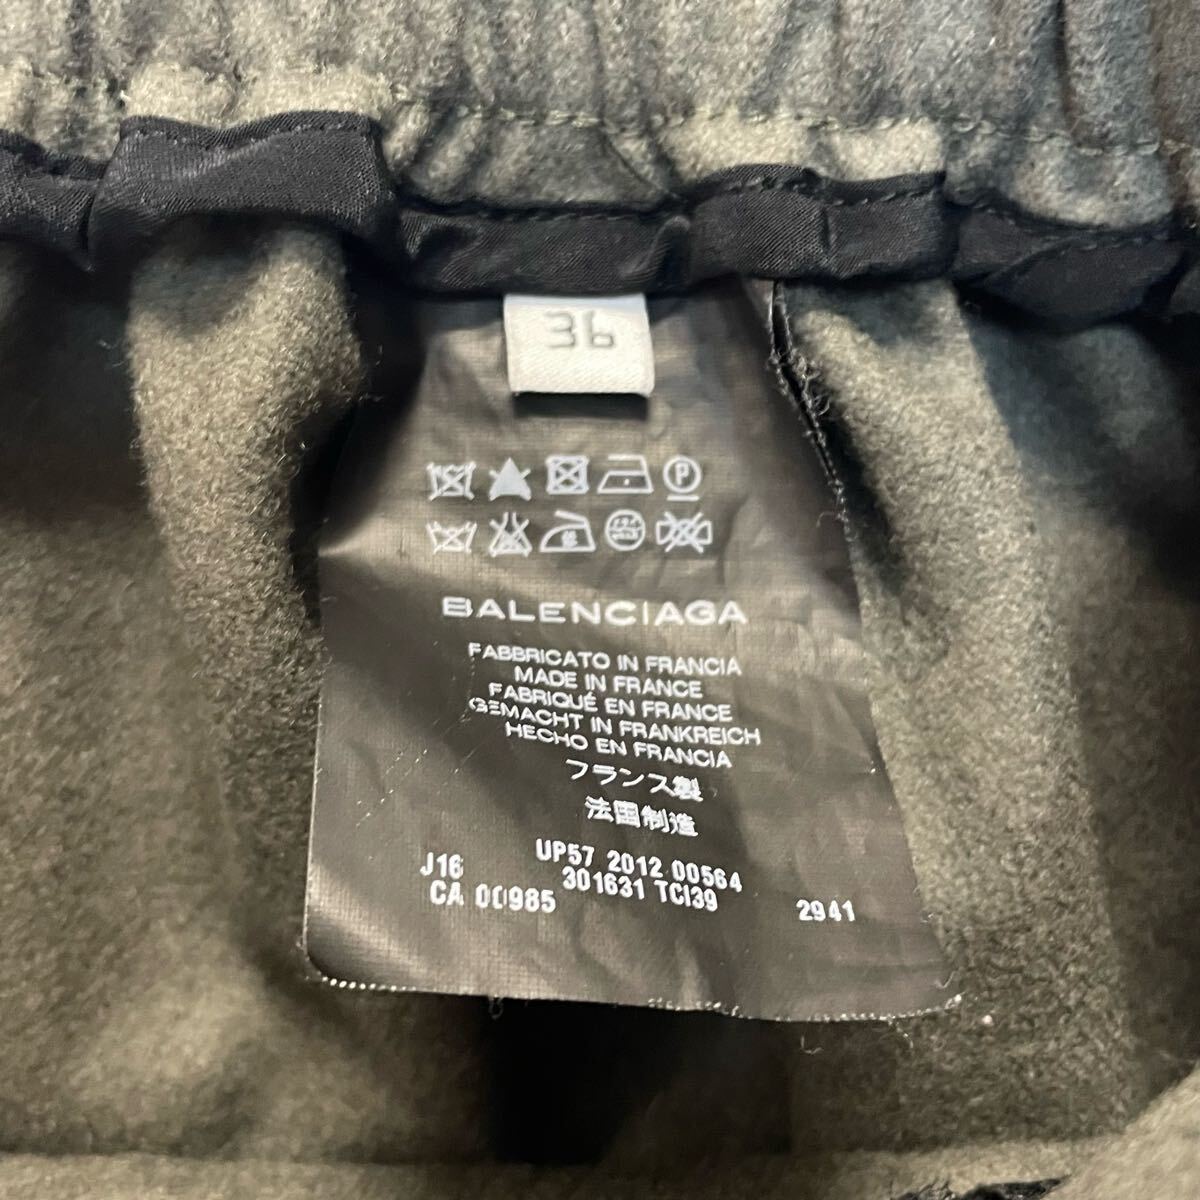 36
P
BALENCIAGA
FABBRICATO IN FRANCIA
MADE IN FRANCE
FABRIQUÉ EN FRANCE
GEMACHT IN FRANKREICH
HECHO EN FRANCIA
フランス製
法国制造
UP57 2012 00564
J16 301631 TCI39
CA 00985 2941